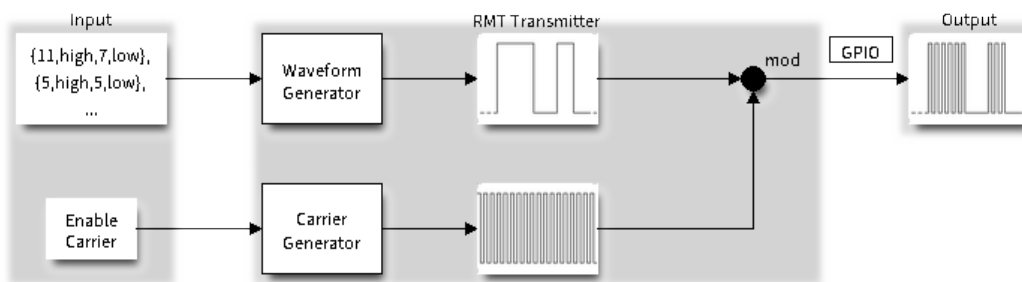 Input
RMT Transmitter
Output
{11,high,7,low},
{5,high,5,low},
...
Waveform
Generator
mod
GPIO
Enable
Carrier
Carrier
Generator